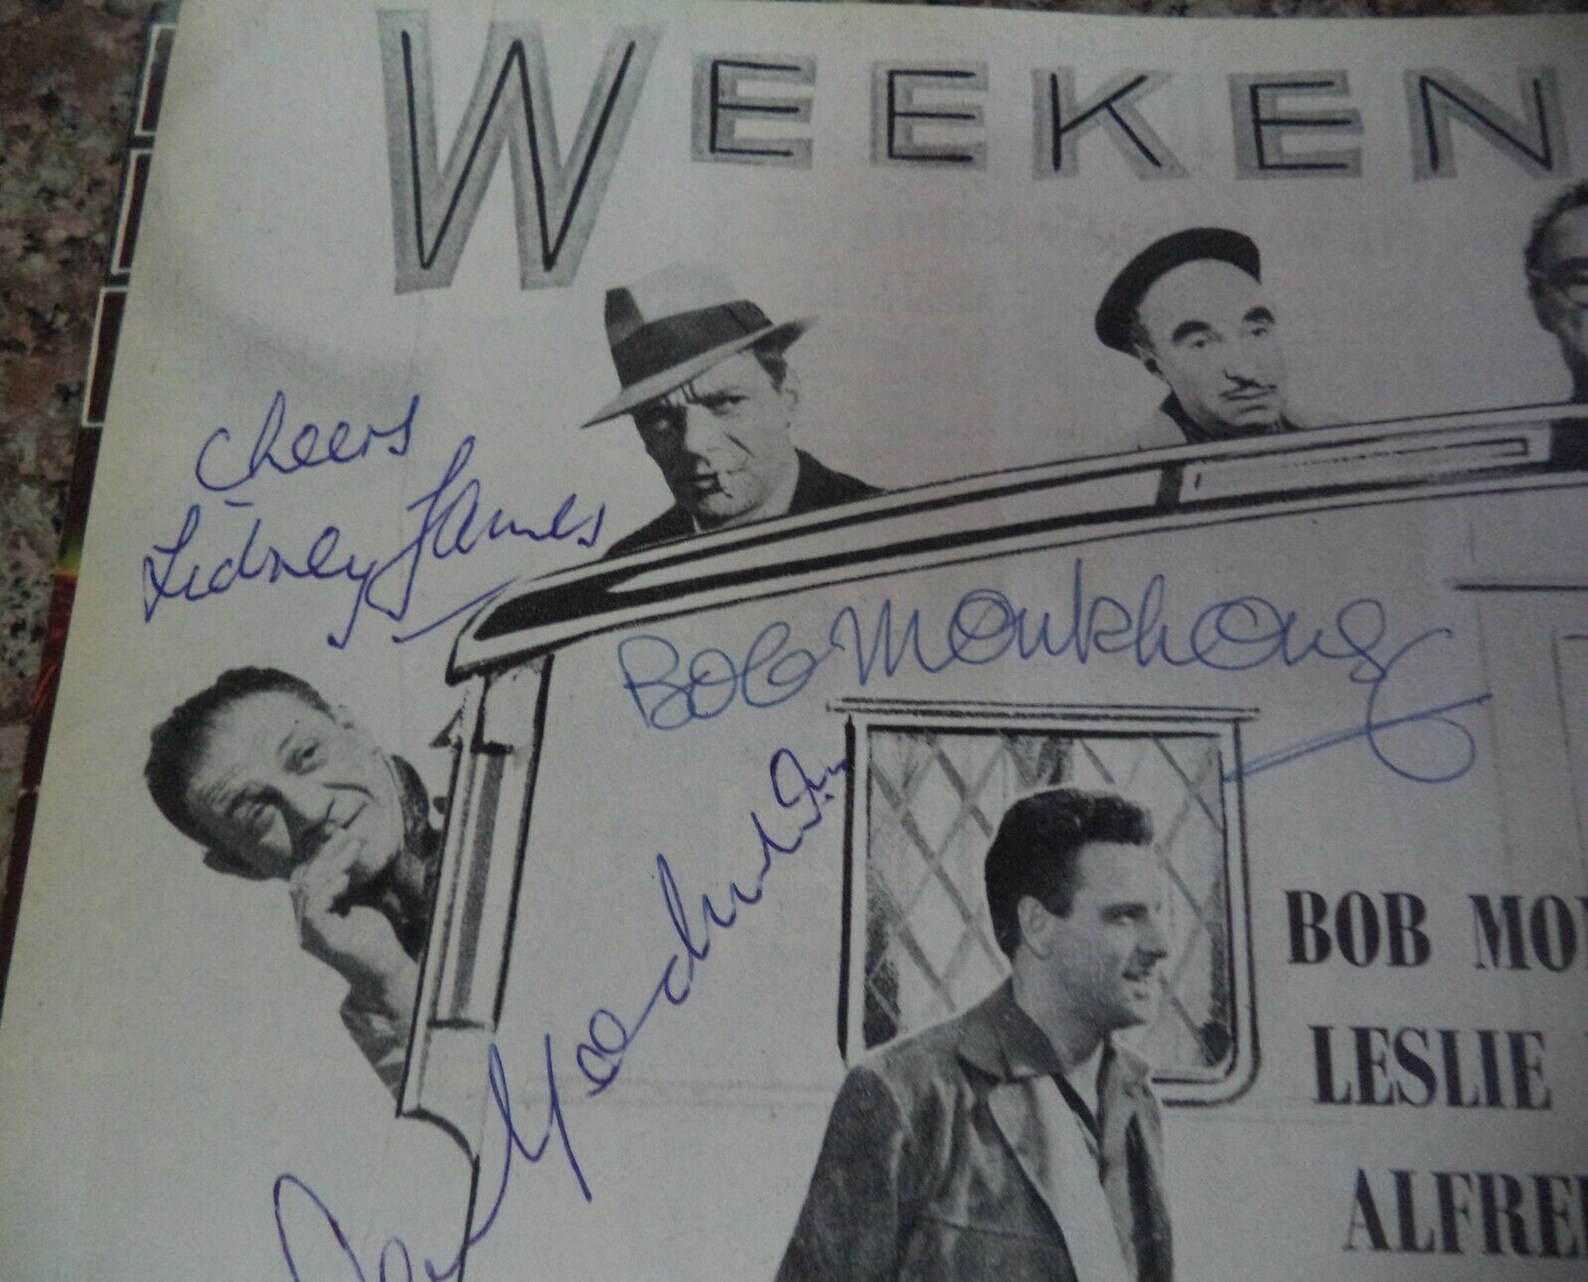 WEEKEN
Cheers
Sidney James
Bob Monkhouse
BOB MO
LESLIE
ALFRE